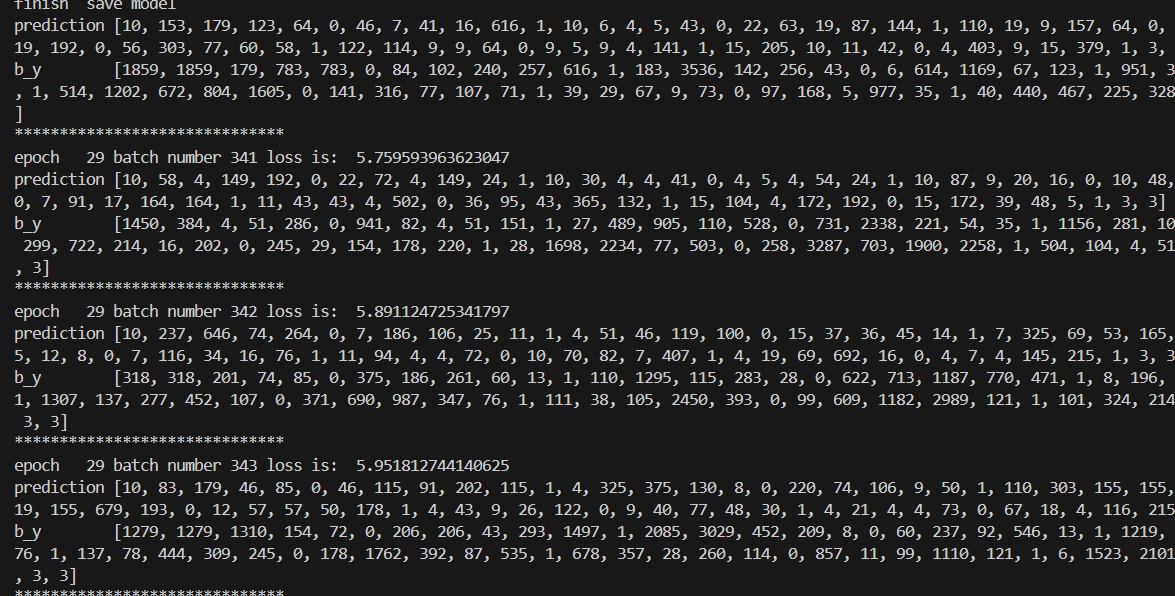 finish  save model
prediction [10, 153, 179, 123, 64, 0, 46, 7, 41, 16, 616, 1, 10, 6, 4, 5, 43, 0, 22, 63, 19, 87, 144, 1, 110, 19, 9, 157, 64, 0,
19, 192, 0, 56, 303, 77, 60, 58, 1, 122, 114, 9, 9, 64, 0, 9, 5, 9, 4, 141, 1, 15, 205, 10, 11, 42, 0, 4, 403, 9, 15, 379, 1, 3,
b_y        [1859, 1859, 179, 783, 783, 0, 84, 102, 240, 257, 616, 1, 183, 3536, 142, 256, 43, 0, 6, 614, 1169, 67, 123, 1, 951, 3
, 1, 514, 1202, 672, 804, 1605, 0, 141, 316, 77, 107, 71, 1, 39, 29, 67, 9, 73, 0, 97, 168, 5, 977, 35, 1, 40, 440, 467, 225, 328
]
******************************
epoch   29 batch number 341 loss is:  5.759593963623047
prediction [10, 58, 4, 149, 192, 0, 22, 72, 4, 149, 24, 1, 10, 30, 4, 4, 41, 0, 4, 5, 4, 54, 24, 1, 10, 87, 9, 20, 16, 0, 10, 48,
0, 7, 91, 17, 164, 164, 1, 11, 43, 43, 4, 502, 0, 36, 95, 43, 365, 132, 1, 15, 104, 4, 172, 192, 0, 15, 172, 39, 48, 5, 1, 3, 3]
b_y        [1450, 384, 4, 51, 286, 0, 941, 82, 4, 51, 151, 1, 27, 489, 905, 110, 528, 0, 731, 2338, 221, 54, 35, 1, 1156, 281, 10
 299, 722, 214, 16, 202, 0, 245, 29, 154, 178, 220, 1, 28, 1698, 2234, 77, 503, 0, 258, 3287, 703, 1900, 2258, 1, 504, 104, 4, 51
, 3]
******************************
epoch   29 batch number 342 loss is:  5.891124725341797
prediction [10, 237, 646, 74, 264, 0, 7, 186, 106, 25, 11, 1, 4, 51, 46, 119, 100, 0, 15, 37, 36, 45, 14, 1, 7, 325, 69, 53, 165,
5, 12, 8, 0, 7, 116, 34, 16, 76, 1, 11, 94, 4, 4, 72, 0, 10, 70, 82, 7, 407, 1, 4, 19, 69, 692, 16, 0, 4, 7, 4, 145, 215, 1, 3, 3
b_y        [318, 318, 201, 74, 85, 0, 375, 186, 261, 60, 13, 1, 110, 1295, 115, 283, 28, 0, 622, 713, 1187, 770, 471, 1, 8, 196,
1, 1307, 137, 277, 452, 107, 0, 371, 690, 987, 347, 76, 1, 111, 38, 105, 2450, 393, 0, 99, 609, 1182, 2989, 121, 1, 101, 324, 214
 3, 3]
******************************
epoch   29 batch number 343 loss is:  5.951812744140625
prediction [10, 83, 179, 46, 85, 0, 46, 115, 91, 202, 115, 1, 4, 325, 375, 130, 8, 0, 220, 74, 106, 9, 50, 1, 110, 303, 155, 155,
19, 155, 679, 193, 0, 12, 57, 57, 50, 178, 1, 4, 43, 9, 26, 122, 0, 9, 40, 77, 48, 30, 1, 4, 21, 4, 4, 73, 0, 67, 18, 4, 116, 215
b_y        [1279, 1279, 1310, 154, 72, 0, 206, 206, 43, 293, 1497, 1, 2085, 3029, 452, 209, 8, 0, 60, 237, 92, 546, 13, 1, 1219,
76, 1, 137, 78, 444, 309, 245, 0, 178, 1762, 392, 87, 535, 1, 678, 357, 28, 260, 114, 0, 857, 11, 99, 1110, 121, 1, 6, 1523, 2101
, 3, 3]
******************************